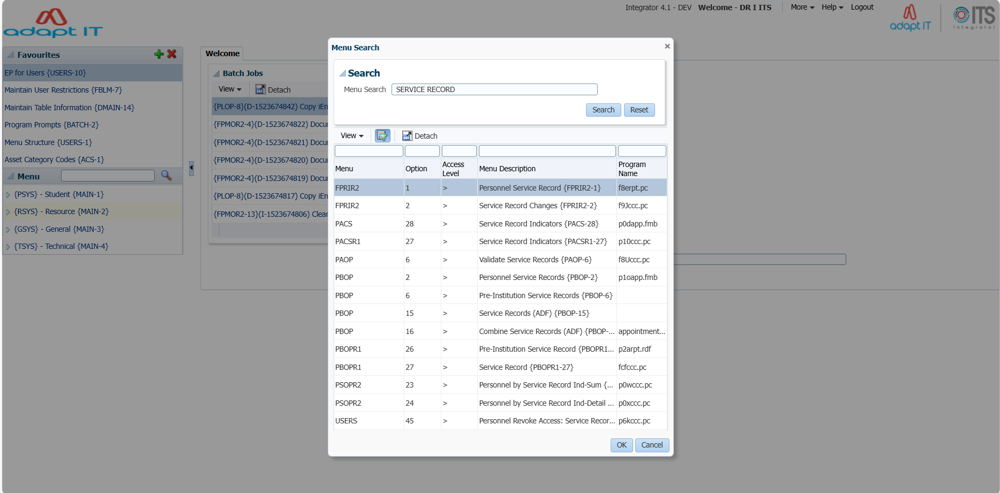 Integrator 4.1 - DEV Welcome - DR I ITS More Help Logout
adapt IT
adapt IT
ITS
Integrator
Favourites
EP for Users {USERS-10}
Maintain User Restrictions {FBLM-7}
Maintain Table Information {DMAIN-14}
Program Prompts {BATCH-2}
Menu Structure {USERS-1}
Asset Category Codes {ACS-1}
Menu
{PSYS} - Student {MAIN-1}
{RSYS} - Resource {MAIN-2}
{GSYS} - General {MAIN-3}
{TSYS} - Technical {MAIN-4}
Welcome
Batch Jobs
View Detach
{PLOP-8}(D-1523674842) Copy iEn
{FPMOR2-4}(D-1523674822) Docu
{FPMOR2-4}(D-1523674821) Docu
{FPMOR2-4}(D-1523674820) Docu
{FPMOR2-4}(D-1523674819) Docu
{PLOP-8}(D-1523674817) Copy iEn
{FPMOR2-13}(I-1523674806) Clear
Menu Search
Search
Menu Search SERVICE RECORD
Search Reset
View Detach
Menu Option Access Level Menu Description Program Name
FPRIR2 1 > Personnel Service Record {FPRIR2-1} f8erpt.pc
FPRIR2 2 > Service Record Changes {FPRIR2-2} f9Jccc.pc
PACS 28 > Service Record Indicators {PACS-28} p0dapp.fmb
PACSR1 27 > Service Record Indicators {PACSR1-27} p10ccc.pc
PAOP 6 > Validate Service Records {PAOP-6} f8Uccc.pc
PBOP 2 > Personnel Service Records {PBOP-2} p1oapp.fmb
PBOP 6 > Pre-Institution Service Records {PBOP-6}
PBOP 15 > Service Records (ADF) {PBOP-15}
PBOP 16 > Combine Service Records (ADF) {PBOP-... appointment...
PBOPR1 26 > Pre-Institution Service Record {PBOPR1... p2arpt.rdf
PBOPR1 27 > Service Record {PBOPR1-27} fcfccc.pc
PSOPR2 23 > Personnel by Service Record Ind-Sum {... p0wccc.pc
PSOPR2 24 > Personnel by Service Record Ind-Detail ... p0xccc.pc
USERS 45 > Personnel Revoke Access: Service Recor... p6kccc.pc
OK Cancel